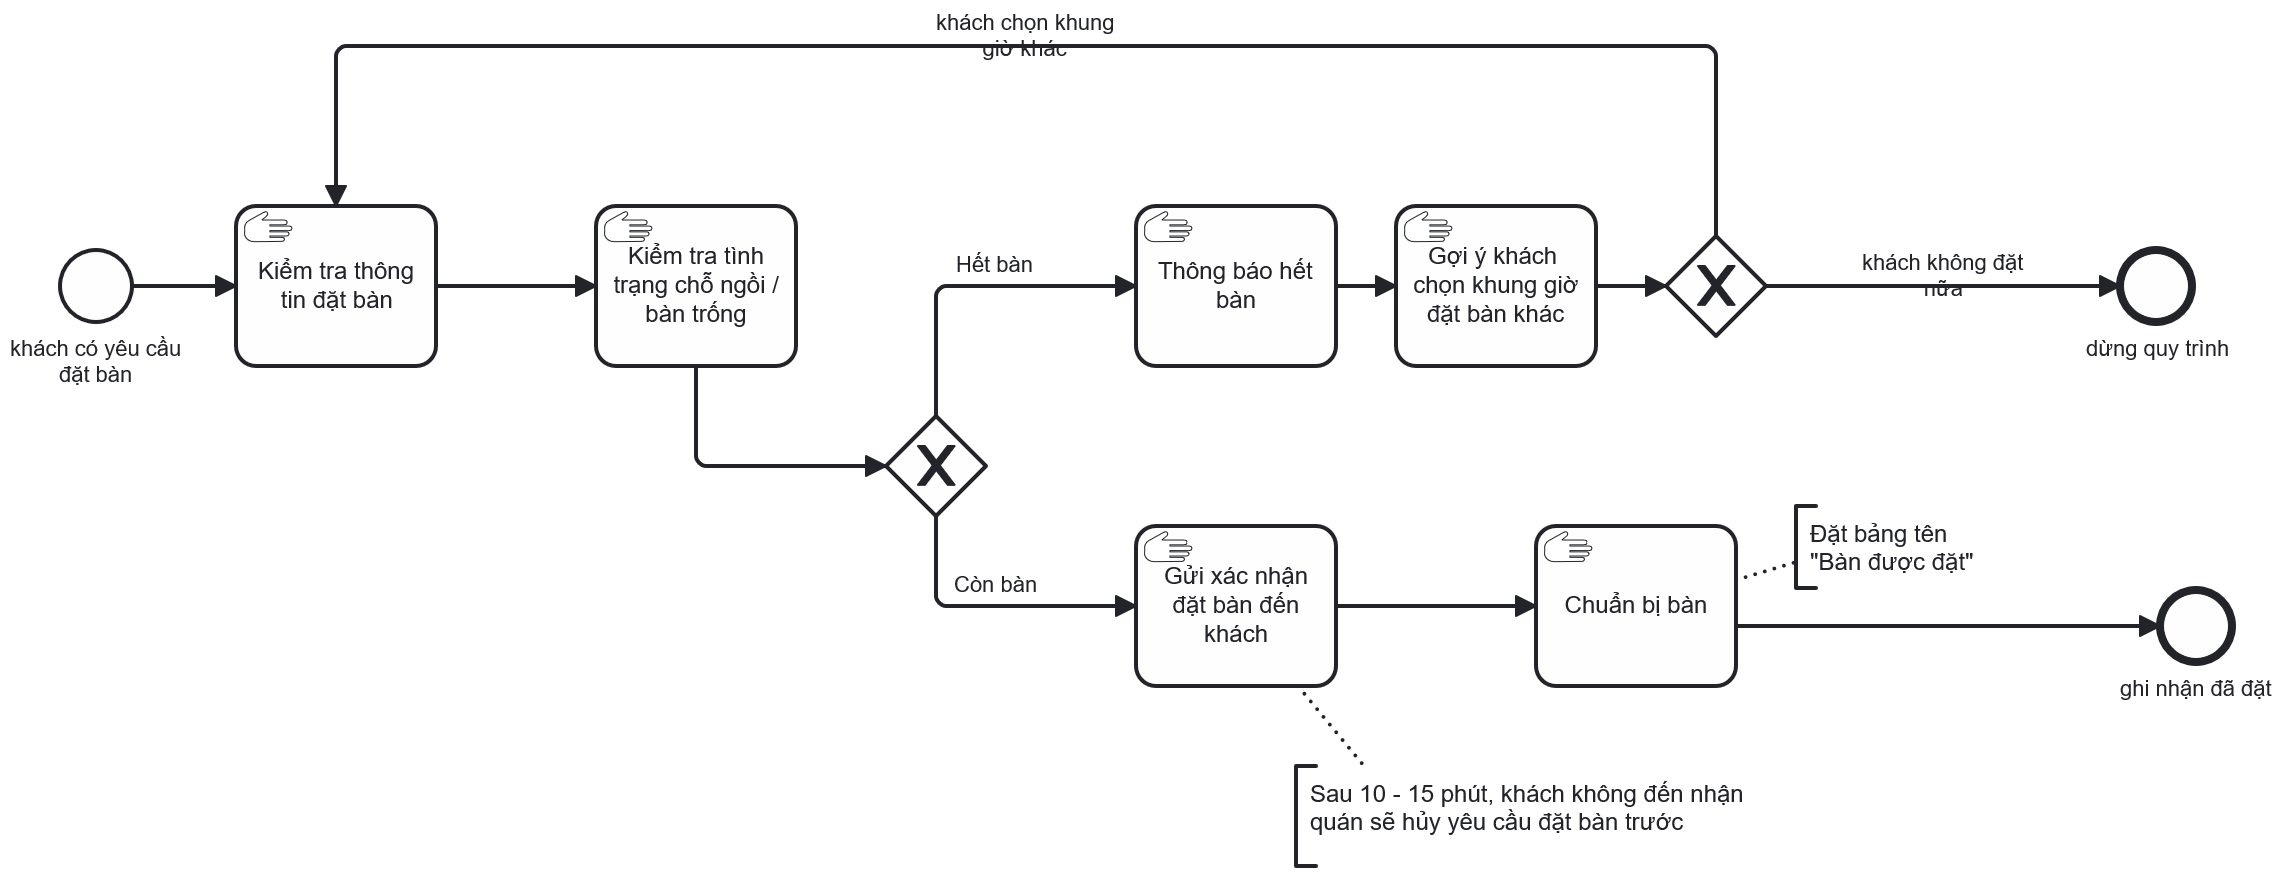 khách chọn khung
giờ khác
khách có yêu cầu
đặt bàn
Kiểm tra thông
tin đặt bàn
Kiểm tra tình
trạng chỗ ngồi /
bàn trống
Hết bàn
Thông báo hết
bàn
Gợi ý khách
chọn khung giờ
đặt bàn khác
khách không đặt
nữa
dừng quy trình
Còn bàn
Gửi xác nhận
đặt bàn đến
khách
Chuẩn bị bàn
Đặt bảng tên
"Bàn được đặt"
ghi nhận đã đặt
Sau 10 - 15 phút, khách không đến nhận
quán sẽ hủy yêu cầu đặt bàn trước